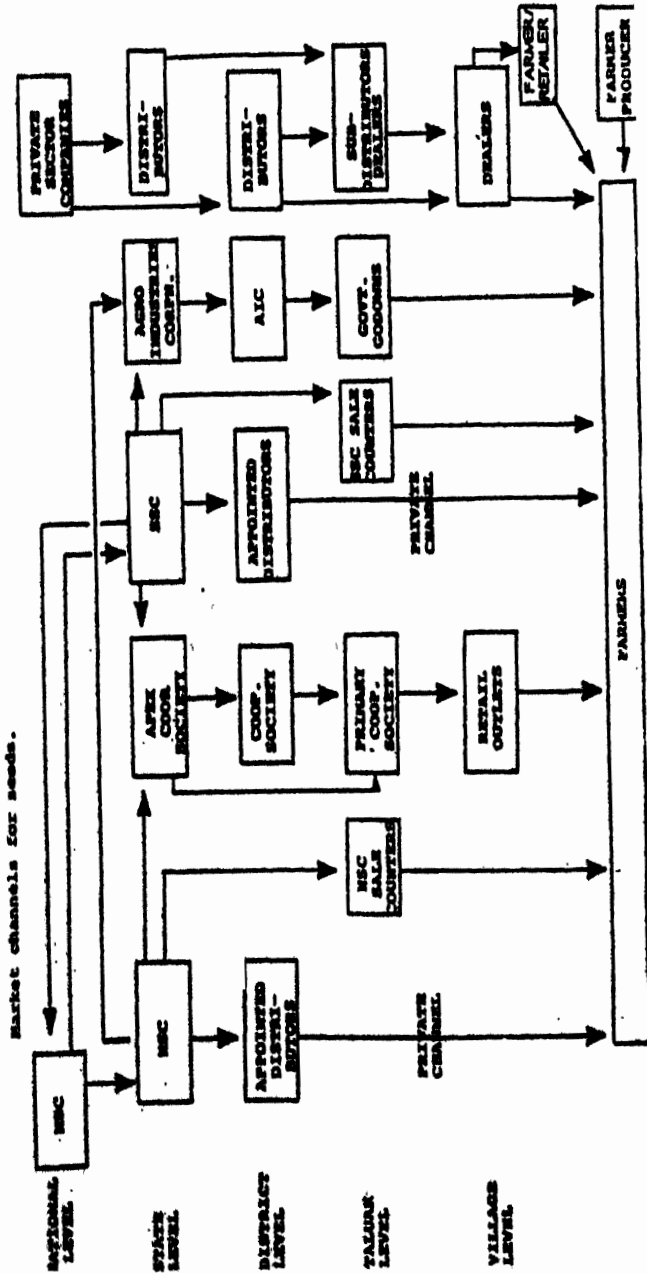 Market channels for seeds.
NATIONAL
LEVEL
NSC
PRIVATE
SECTOR
COMPANIES
STATE
LEVEL
NSC
APEX
COOR.
SOCIETY
SSC
AGRO
INDUSTRIES
CORPN.
DISTRI-
BUTORS
DISTRICT
LEVEL
APPOINTED
DISTRI-
BUTORS
COOP.
SOCIETY
APPOINTED
DISTRIBUTORS
AIC
DISTRI-
BUTORS
TALUKA
LEVEL
NSC
SALE
COUNTERS
PRIMARY
COOP.
SOCIETY
SSC SALE
COUNTERS
GOVT.
GODOWNS
SUB-
DISTRIBUTORS
DEALERS
PRIVATE
CHANNEL
PRIVATE
CHANNEL
VILLAGE
LEVEL
RETAIL
OUTLETS
DEALERS
FARMER/
RETAILER
FARMER
PRODUCER
FARMERS